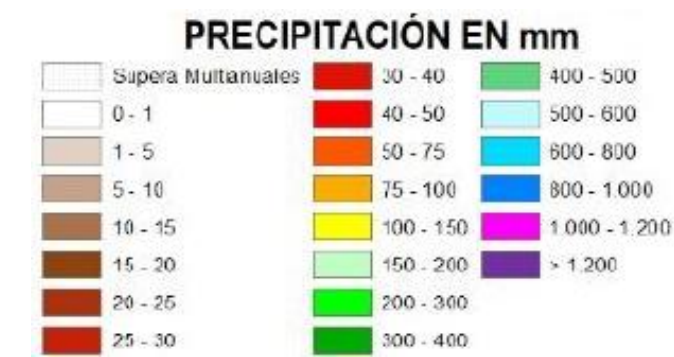 PRECIPITACIÓN EN mm
Supera Multianuales
0 - 1
1 - 5
5 - 10
10 - 15
15 - 20
20 - 25
25 - 30
30 - 40
40 - 50
50 - 75
75 - 100
100 - 150
150 - 200
200 - 300
300 - 400
400 - 500
500 - 600
600 - 800
800 - 1.000
1.000 - 1.200
> 1.200